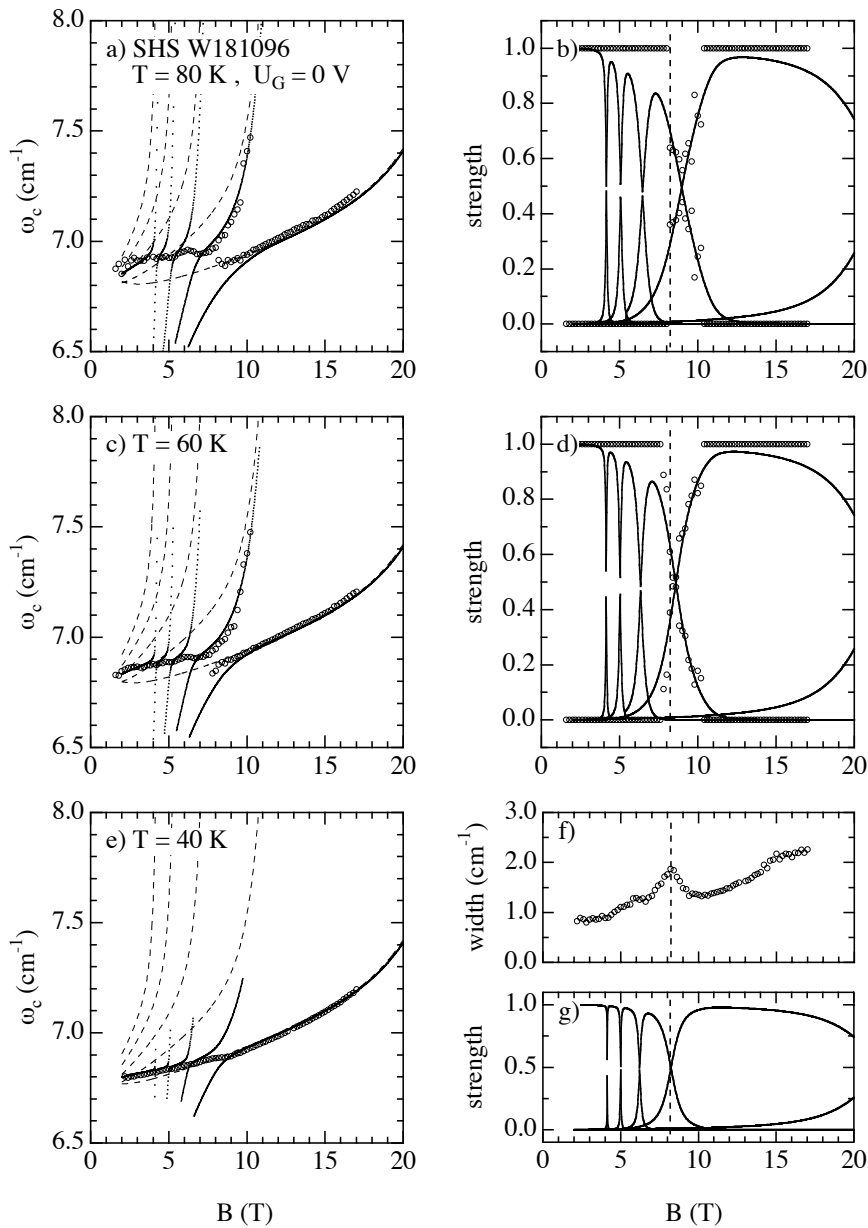 a) SHS W181096
T = 80 K , U_G = 0 V
ω_c (cm⁻¹)
8.0
7.5
7.0
6.5
0 5 10 15 20
b)
strength
1.0
0.8
0.6
0.4
0.2
0.0
0 5 10 15 20
c) T = 60 K
ω_c (cm⁻¹)
8.0
7.5
7.0
6.5
0 5 10 15 20
d)
strength
1.0
0.8
0.6
0.4
0.2
0.0
0 5 10 15 20
e) T = 40 K
ω_c (cm⁻¹)
8.0
7.5
7.0
6.5
0 5 10 15 20
B (T)
f)
width (cm⁻¹)
3.0
2.0
1.0
0.0
g)
strength
1.0
0.5
0.0
0 5 10 15 20
B (T)